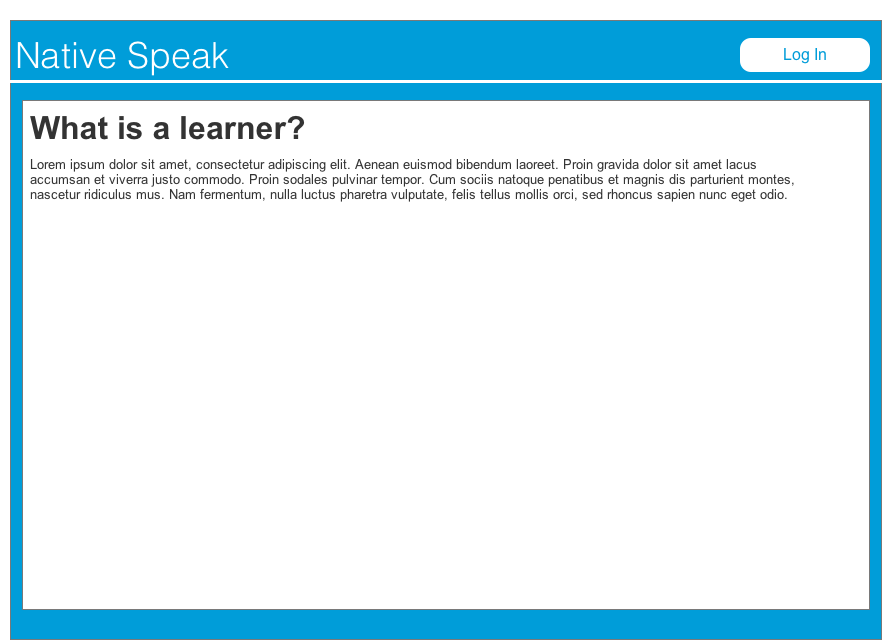 Native Speak
Log In
What is a learner?
Lorem ipsum dolor sit amet, consectetur adipiscing elit. Aenean euismod bibendum laoreet. Proin gravida dolor sit amet lacus
accumsan et viverra justo commodo. Proin sodales pulvinar tempor. Cum sociis natoque penatibus et magnis dis parturient montes,
nascetur ridiculus mus. Nam fermentum, nulla luctus pharetra vulputate, felis tellus mollis orci, sed rhoncus sapien nunc eget odio.